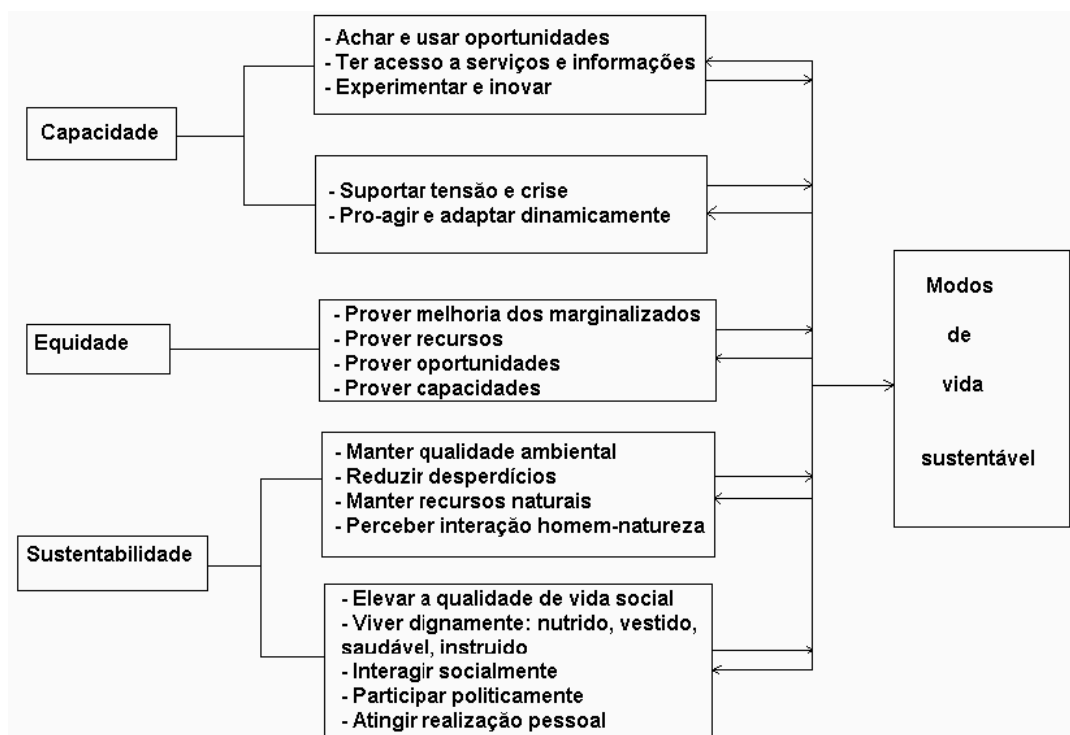 - Achar e usar oportunidades
- Ter acesso a serviços e informações
- Experimentar e inovar
Capacidade
- Suportar tensão e crise
- Pro-agir e adaptar dinamicamente
Equidade
- Prover melhoria dos marginalizados
- Prover recursos
- Prover oportunidades
- Prover capacidades
Sustentabilidade
- Manter qualidade ambiental
- Reduzir desperdícios
- Manter recursos naturais
- Perceber interação homem-natureza
- Elevar a qualidade de vida social
- Viver dignamente: nutrido, vestido,
saudável, instruido
- Interagir socialmente
- Participar politicamente
- Atingir realização pessoal
Modos
de
vida
sustentável